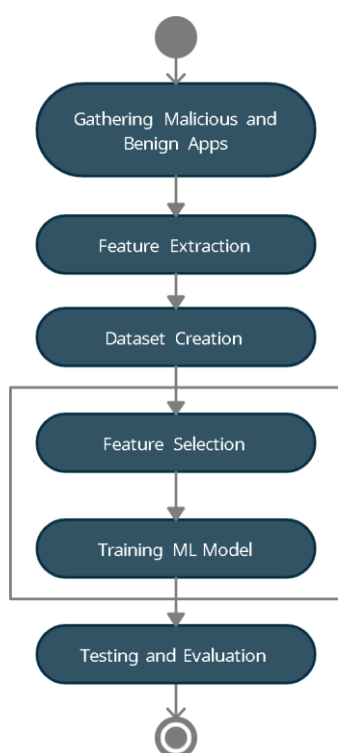 Gathering Malicious and
Benign Apps
Feature Extraction
Dataset Creation
Feature Selection
Training ML Model
Testing and Evaluation